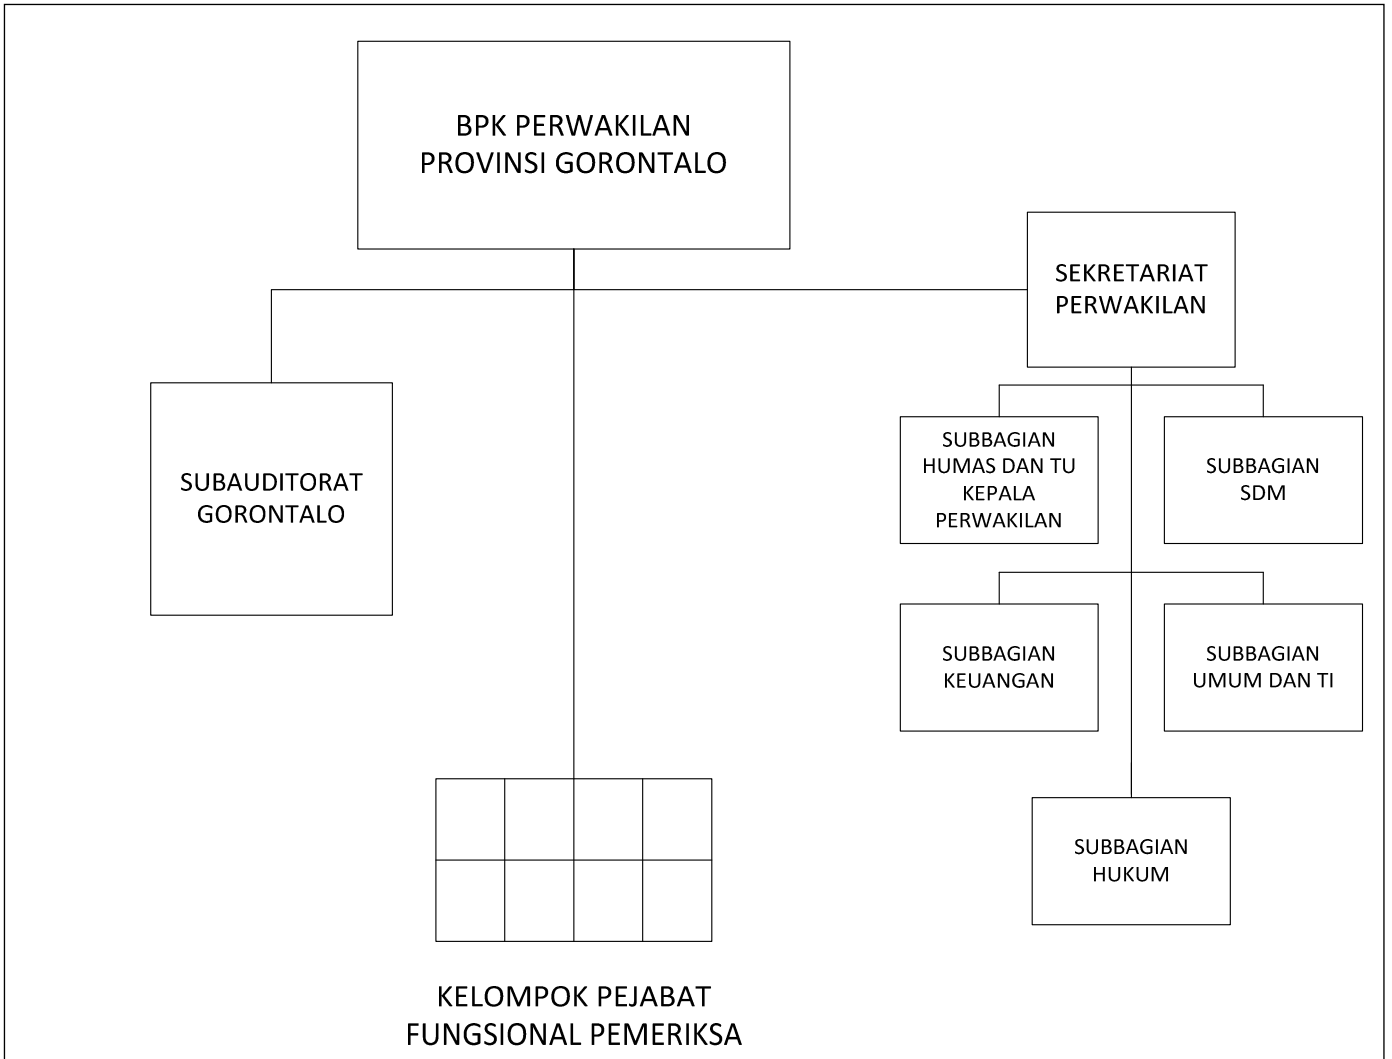 BPK PERWAKILAN
PROVINSI GORONTALO
SEKRETARIAT
PERWAKILAN
SUBAUDITORAT
GORONTALO
SUBBAGIAN
HUMAS DAN TU
KEPALA
PERWAKILAN
SUBBAGIAN
SDM
SUBBAGIAN
KEUANGAN
SUBBAGIAN
UMUM DAN TI
SUBBAGIAN
HUKUM
KELOMPOK PEJABAT
FUNGSIONAL PEMERIKSA